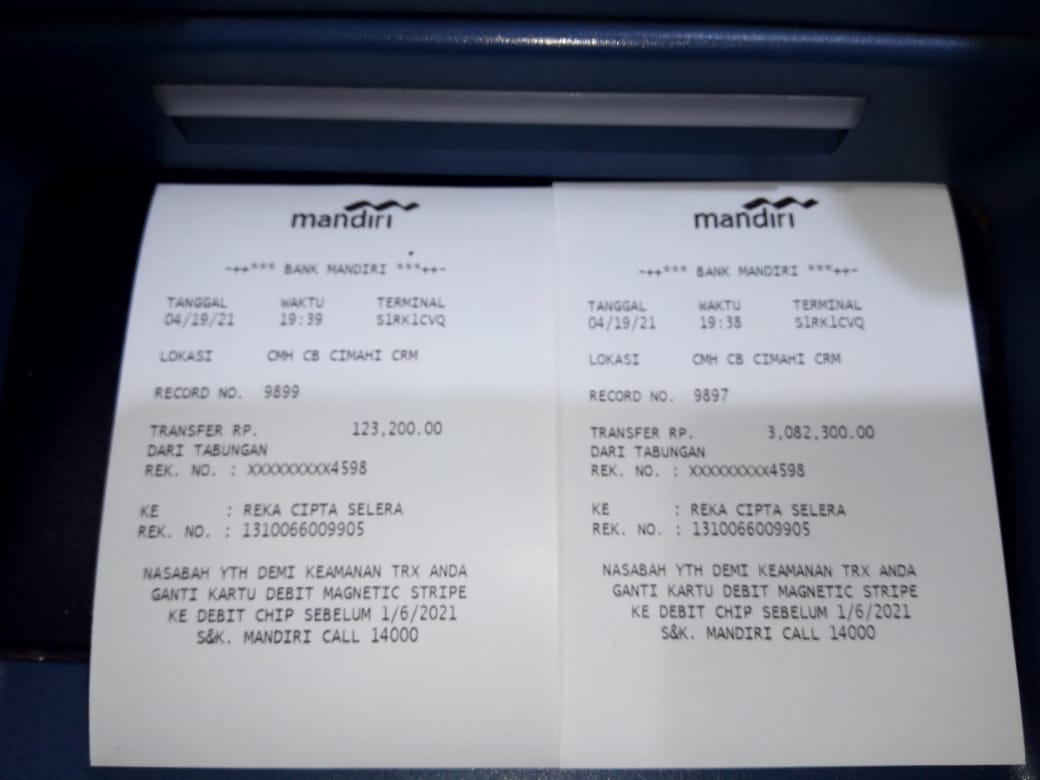 mandiri
-++*** BANK MANDIRI ***++-
TANGGAL WAKTU TERMINAL
04/19/21 19:39 S1RK1CVQ
LOKASI CMH CB CIMAHI CRM
RECORD NO. 9899
TRANSFER RP. 123,200.00
DARI TABUNGAN
REK. NO. : XXXXXXXXX4598
KE : REKA CIPTA SELERA
REK. NO. : 1310066009905
NASABAH YTH DEMI KEAMANAN TRX ANDA
GANTI KARTU DEBIT MAGNETIC STRIPE
KE DEBIT CHIP SEBELUM 1/6/2021
S&K. MANDIRI CALL 14000
mandiri
-++*** BANK MANDIRI ***++-
TANGGAL WAKTU TERMINAL
04/19/21 19:38 S1RK1CVQ
LOKASI CMH CB CIMAHI CRM
RECORD NO. 9897
TRANSFER RP. 3,082,300.00
DARI TABUNGAN
REK. NO. : XXXXXXXXX4598
KE : REKA CIPTA SELERA
REK. NO. : 1310066009905
NASABAH YTH DEMI KEAMANAN TRX ANDA
GANTI KARTU DEBIT MAGNETIC STRIPE
KE DEBIT CHIP SEBELUM 1/6/2021
S&K. MANDIRI CALL 14000